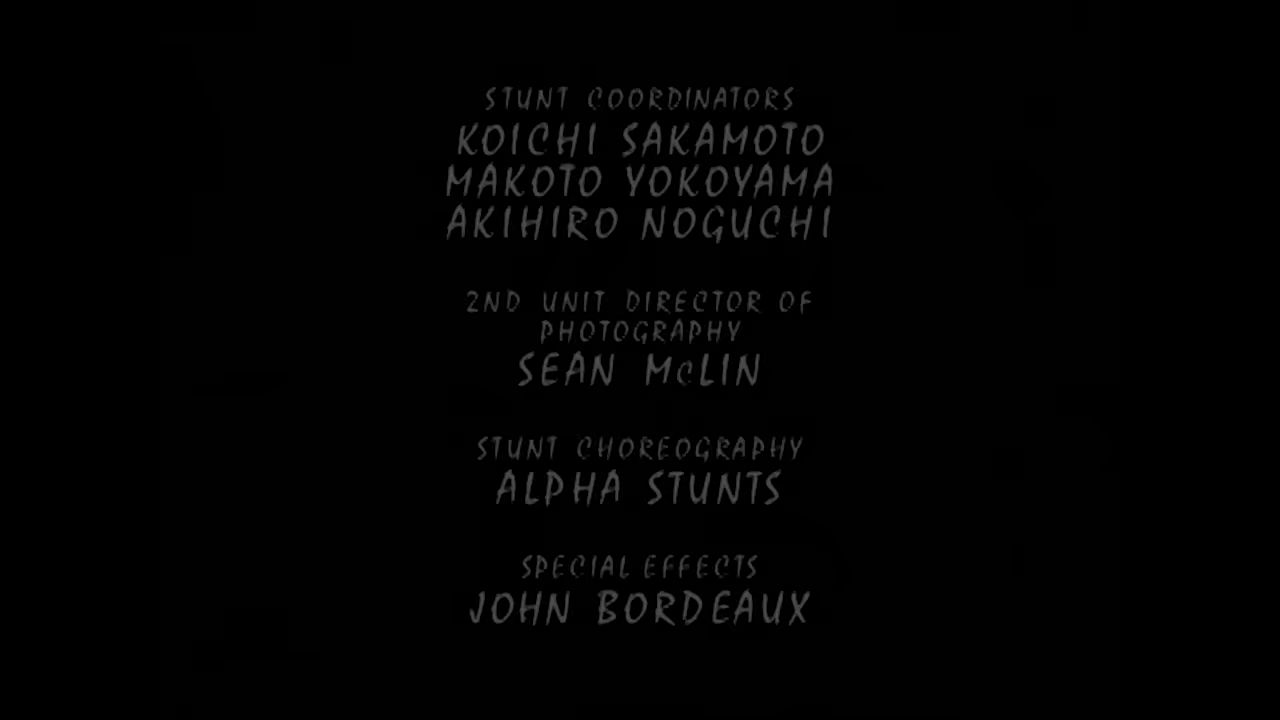 STUNT COORDINATORS
KOICHI SAKAMOTO
MAKOTO YOKOYAMA
AKIHIRO NOGUCHI
2ND UNIT DIRECTOR OF
PHOTOGRAPHY
SEAN McLIN
STUNT CHOREOGRAPHY
ALPHA STUNTS
SPECIAL EFFECTS
JOHN BORDEAUX